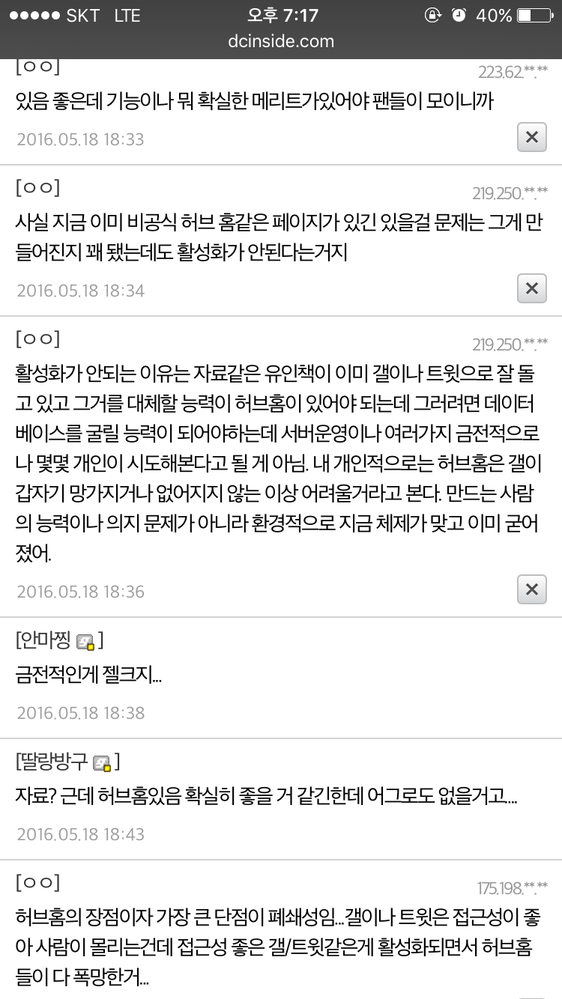 SKT LTE 오후 7:17 40%
dcinside.com
[ㅇㅇ] 223.62.**.**
있음 좋은데 기능이나 뭐 확실한 메리트가있어야 팬들이 모이니까
2016.05.18 18:33
[ㅇㅇ] 219.250.**.**
사실 지금 이미 비공식 허브 홈같은 페이지가 있긴 있을걸 문제는 그게 만
들어진지 꽤 됐는데도 활성화가 안된다는거지
2016.05.18 18:34
[ㅇㅇ] 219.250.**.**
활성화가 안되는 이유는 자료같은 유인책이 이미 갤이나 트윗으로 잘 돌
고 있고 그거를 대체할 능력이 허브홈이 있어야 되는데 그러려면 데이터
베이스를 굴릴 능력이 되어야하는데 서버운영이나 여러가지 금전적으로
나 몇몇 개인이 시도해본다고 될 게 아님. 내 개인적으로는 허브홈은 갤이
갑자기 망가지거나 없어지지 않는 이상 어려울거라고 본다. 만드는 사람
의 능력이나 의지 문제가 아니라 환경적으로 지금 체제가 맞고 이미 굳어
졌어.
2016.05.18 18:36
[안마찡]
금전적인게 젤크지...
2016.05.18 18:38
[딸랑방구]
자료? 근데 허브홈있음 확실히 좋을 거 같긴한데 어그로도 없을거고....
2016.05.18 18:43
[ㅇㅇ] 175.198.**.**
허브홈의 장점이자 가장 큰 단점이 폐쇄성임...갤이나 트윗은 접근성이 좋
아 사람이 몰리는건데 접근성 좋은 갤/트윗같은게 활성화되면서 허브홈
들이 다 폭망한거...